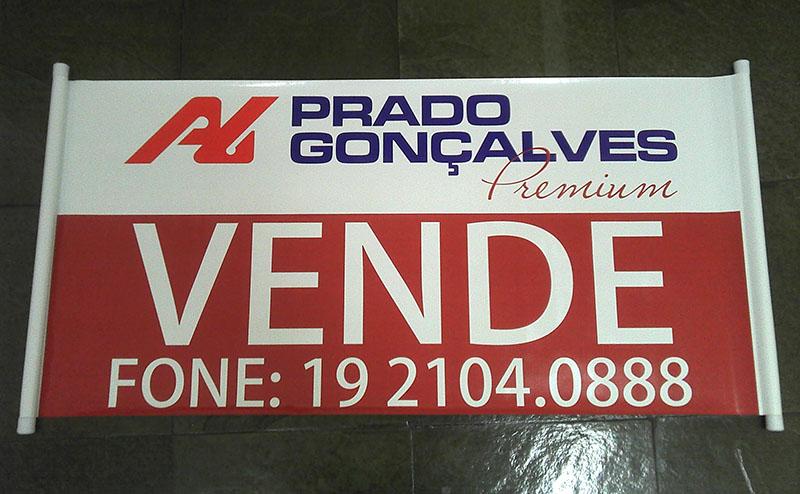 PRADO
GONÇALVES
Premium
VENDE
FONE: 19 2104.0888